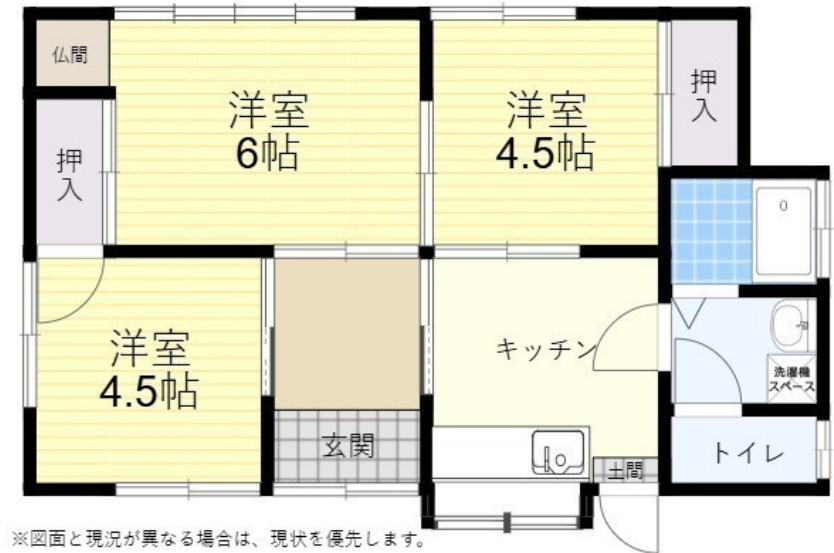 仏間
洋室
6帖
洋室
4.5帖
押入
押入
洋室
4.5帖
キッチン
洗濯機
スペース
玄関
土間
トイレ
※図面と現況が異なる場合は、現状を優先します。